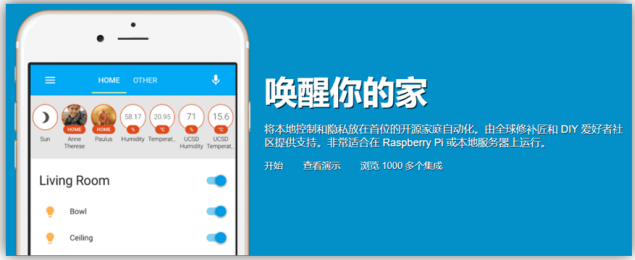 HOME OTHER
58.17 20.95 71 15.6
HOME HOME % °C % °C
Sun Anne Therese Paulus Humidity Temperat... UCSD Humidity UCSD Temperat...
Living Room
Bowl
Ceiling
唤醒你的家
将本地控制和隐私放在首位的开源家庭自动化。由全球修补匠和 DIY 爱好者社
区提供支持。非常适合在 Raspberry Pi 或本地服务器上运行。
开始 查看演示 浏览 1000 多个集成